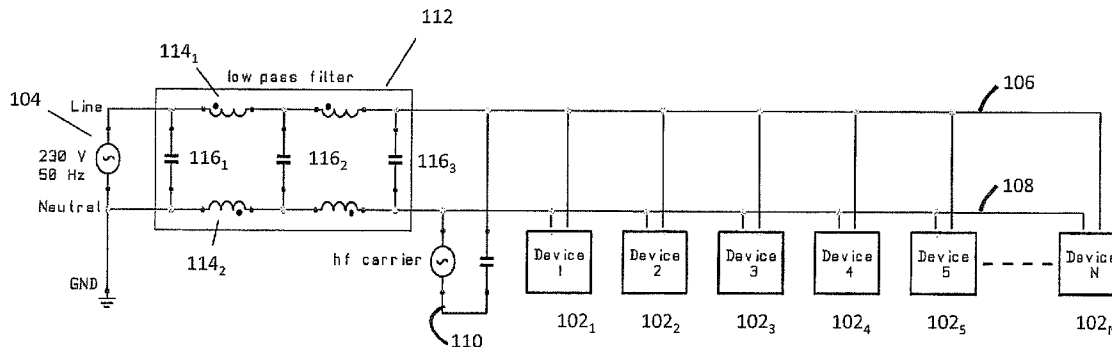 112
114₁
low pass filter
104
Line
106
230 V
50 Hz
116₁
116₂
116₃
108
Neutral
114₂
hf carrier
GND
110
Device
1
Device
2
Device
3
Device
4
Device
5
Device
N
102₁
102₂
102₃
102₄
102₅
102ₙ